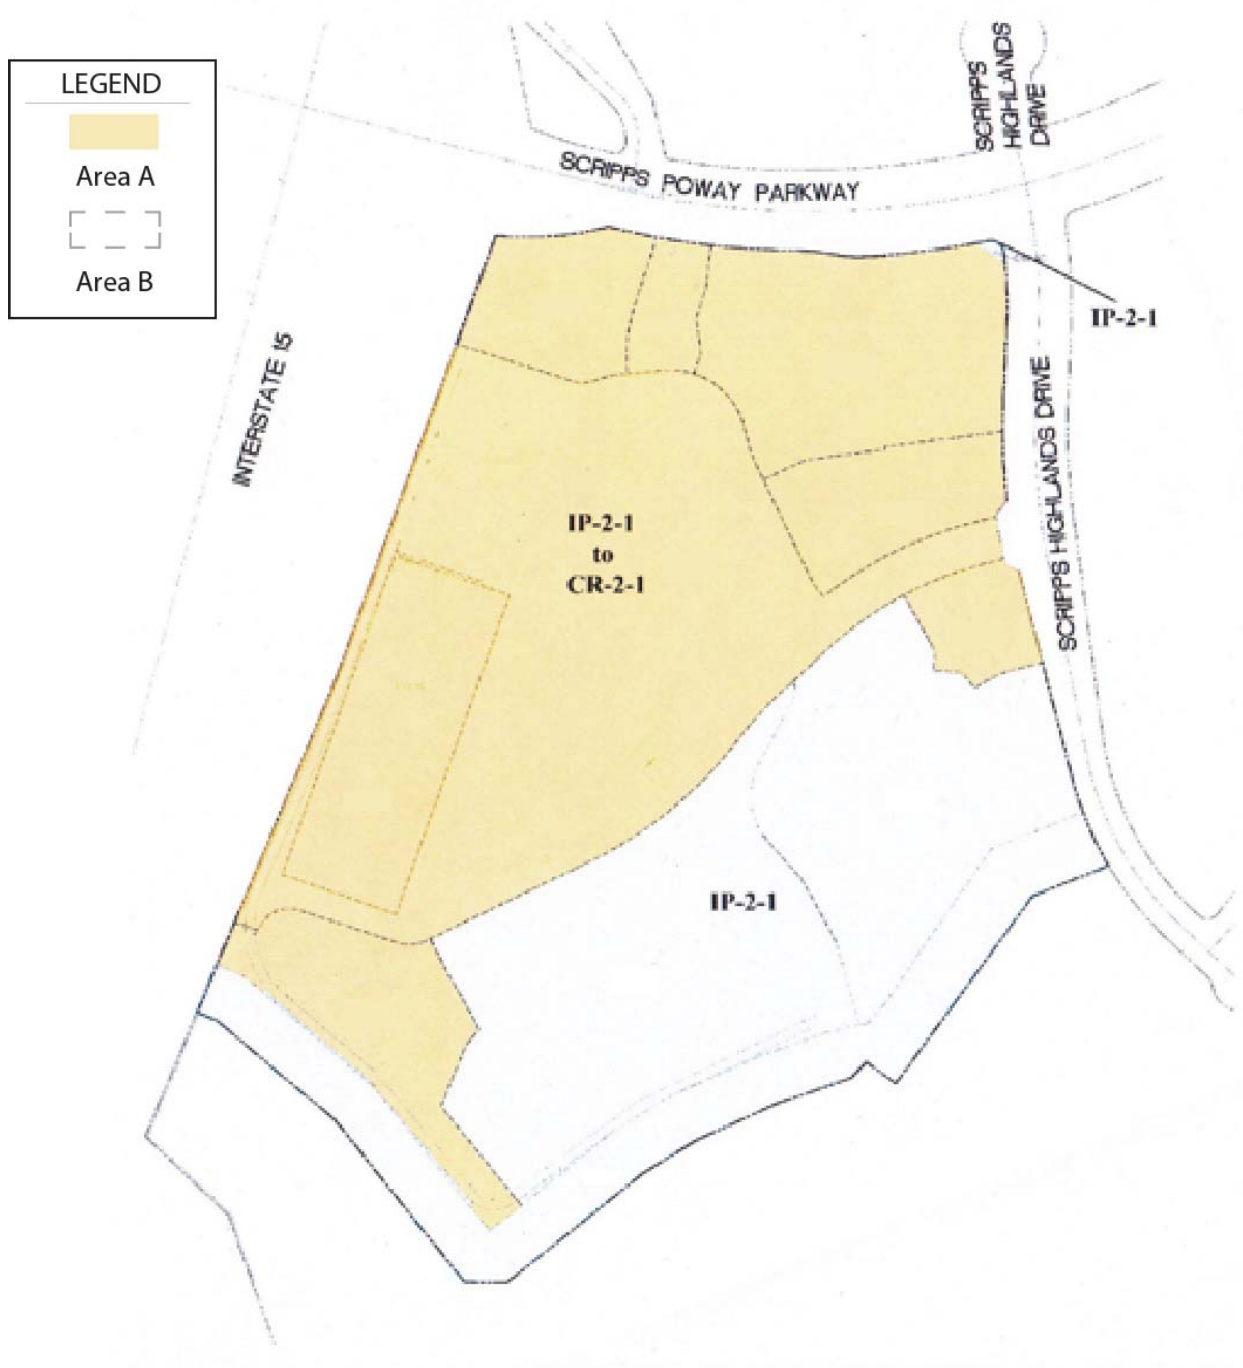 LEGEND
Area A
Area B
SCRIPPS
HIGHLANDS
DRIVE
SCRIPPS POWAY PARKWAY
IP-2-1
INTERSTATE 15
SCRIPPS HIGHLANDS DRIVE
IP-2-1
to
CR-2-1
IP-2-1